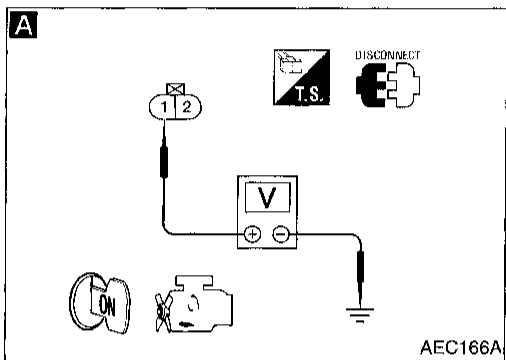 A
DISCONNECT
T.S.
1 2
V
+ −
ON
AEC166A